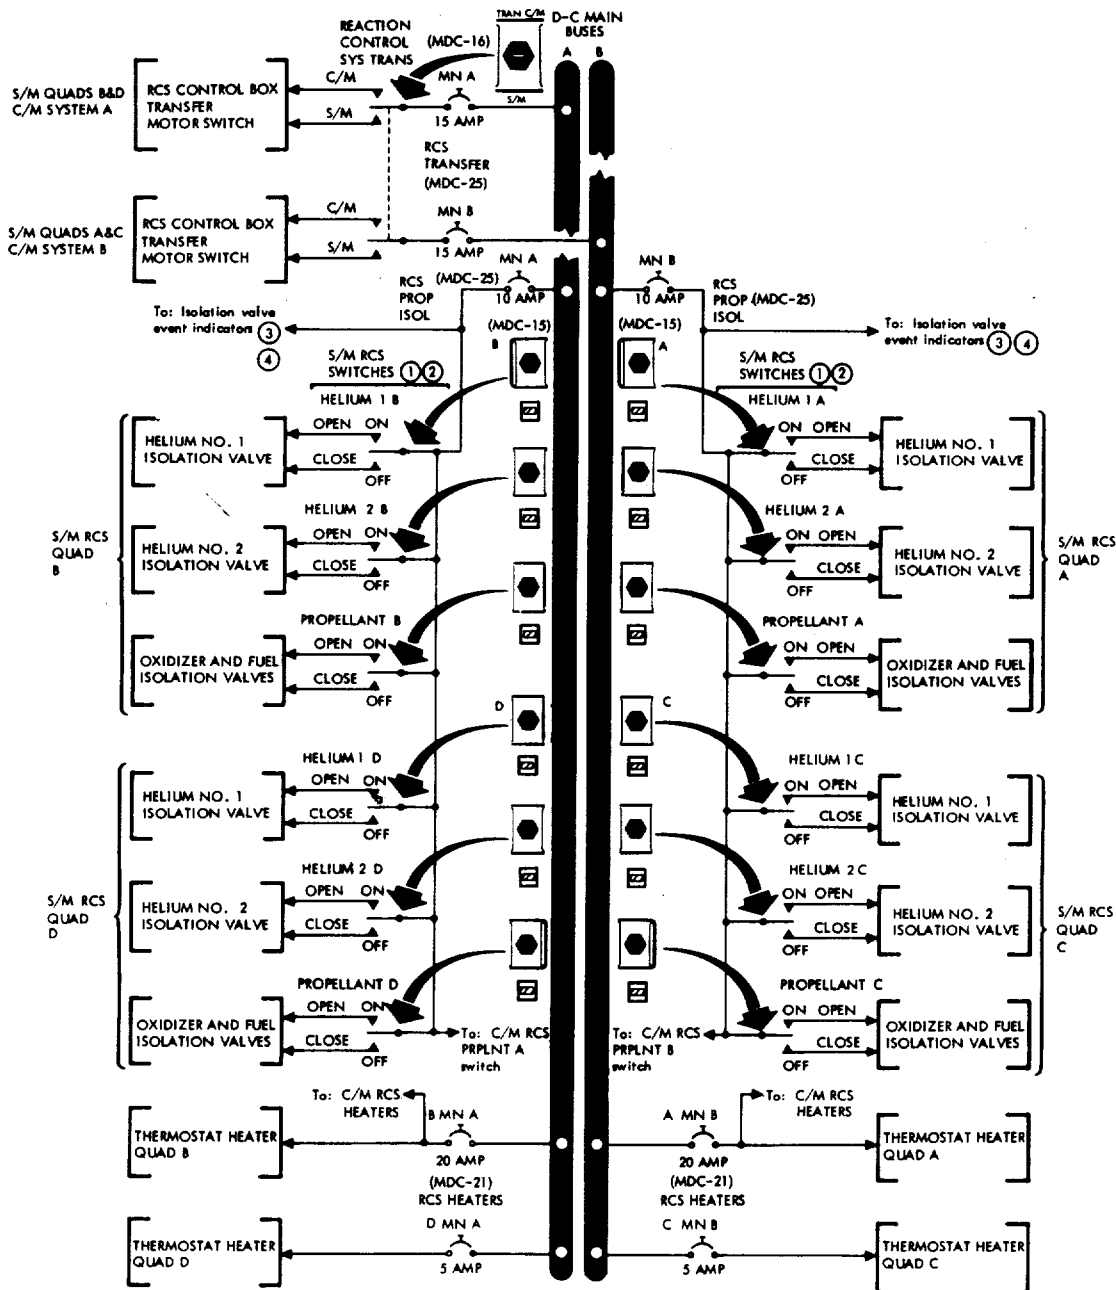 TRAN C/M
D-C MAIN
BUSES
A B
REACTION
CONTROL
SYS TRANS
(MDC-16)
S/M
S/M QUADS B&D
C/M SYSTEM A
RCS CONTROL BOX
TRANSFER
MOTOR SWITCH
C/M
S/M
MN A
15 AMP
RCS
TRANSFER
(MDC-25)
S/M QUADS A&C
C/M SYSTEM B
RCS CONTROL BOX
TRANSFER
MOTOR SWITCH
C/M
S/M
MN B
15 AMP
RCS
PROP
ISOL
(MDC-25)
MN A
10 AMP
MN B
10 AMP
RCS
PROP (MDC-25)
ISOL
To: Isolation valve
event indicators 3
4
To: Isolation valve
event indicators 3 4
(MDC-15)
B
(MDC-15)
A
S/M RCS
SWITCHES 1 2
S/M RCS
SWITCHES 1 2
HELIUM 1 B
OPEN ON
CLOSE
OFF
HELIUM NO. 1
ISOLATION VALVE
HELIUM 1 A
ON OPEN
CLOSE
OFF
HELIUM NO. 1
ISOLATION VALVE
S/M RCS
QUAD
B
HELIUM 2 B
OPEN ON
CLOSE
OFF
HELIUM NO. 2
ISOLATION VALVE
HELIUM 2 A
ON OPEN
CLOSE
OFF
HELIUM NO. 2
ISOLATION VALVE
S/M RCS
QUAD
A
PROPELLANT B
OPEN ON
CLOSE
OFF
OXIDIZER AND FUEL
ISOLATION VALVES
PROPELLANT A
ON OPEN
CLOSE
OFF
OXIDIZER AND FUEL
ISOLATION VALVES
D
C
HELIUM 1 D
OPEN ON
CLOSE
OFF
HELIUM NO. 1
ISOLATION VALVE
HELIUM 1C
ON OPEN
CLOSE
OFF
HELIUM NO. 1
ISOLATION VALVE
S/M RCS
QUAD
D
HELIUM 2 D
OPEN ON
CLOSE
OFF
HELIUM NO. 2
ISOLATION VALVE
HELIUM 2C
ON OPEN
CLOSE
OFF
HELIUM NO. 2
ISOLATION VALVE
S/M RCS
QUAD
C
PROPELLANT D
OPEN ON
CLOSE
OFF
OXIDIZER AND FUEL
ISOLATION VALVES
PROPELLANT C
ON OPEN
CLOSE
OFF
OXIDIZER AND FUEL
ISOLATION VALVES
To: C/M RCS
PRPLNT A
switch
To: C/M RCS
PRPLNT B
switch
To: C/M RCS
HEATERS
To: C/M RCS
HEATERS
THERMOSTAT HEATER
QUAD B
B MN A
20 AMP
(MDC-21)
RCS HEATERS
A MN B
20 AMP
(MDC-21)
RCS HEATERS
THERMOSTAT HEATER
QUAD A
THERMOSTAT HEATER
QUAD D
D MN A
5 AMP
C MN B
5 AMP
THERMOSTAT HEATER
QUAD C